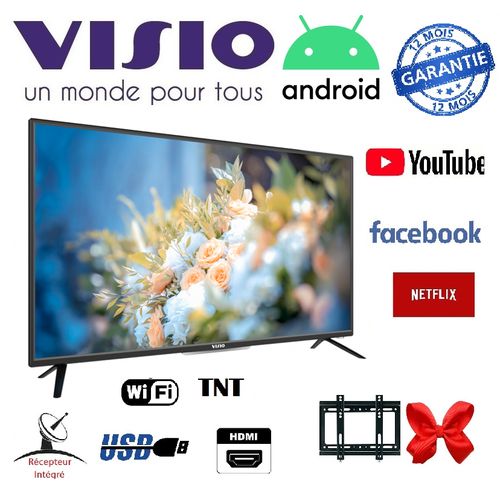 VISIO
un monde pour tous
android
12 MOIS
GARANTIE
12 MOIS
YouTube
facebook
NETFLIX
VISIO
WiFi
TNT
Récepteur
Intégré
USB
HDMI